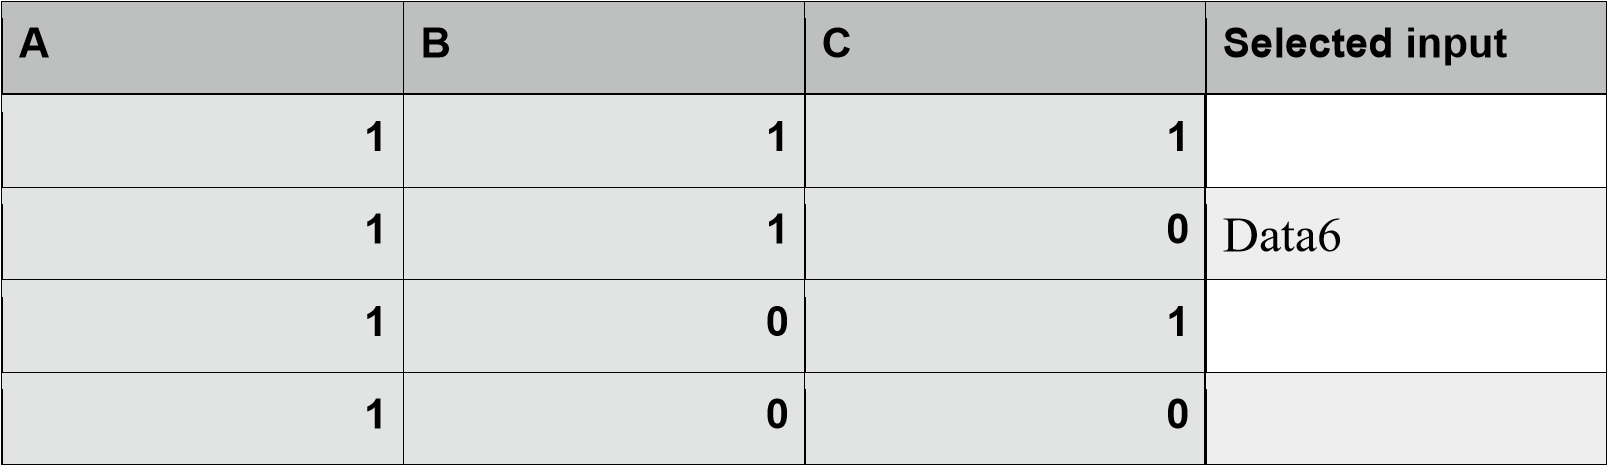 A B C Selected input
1 1 1
1 1 0 Data6
1 0 1
1 0 0